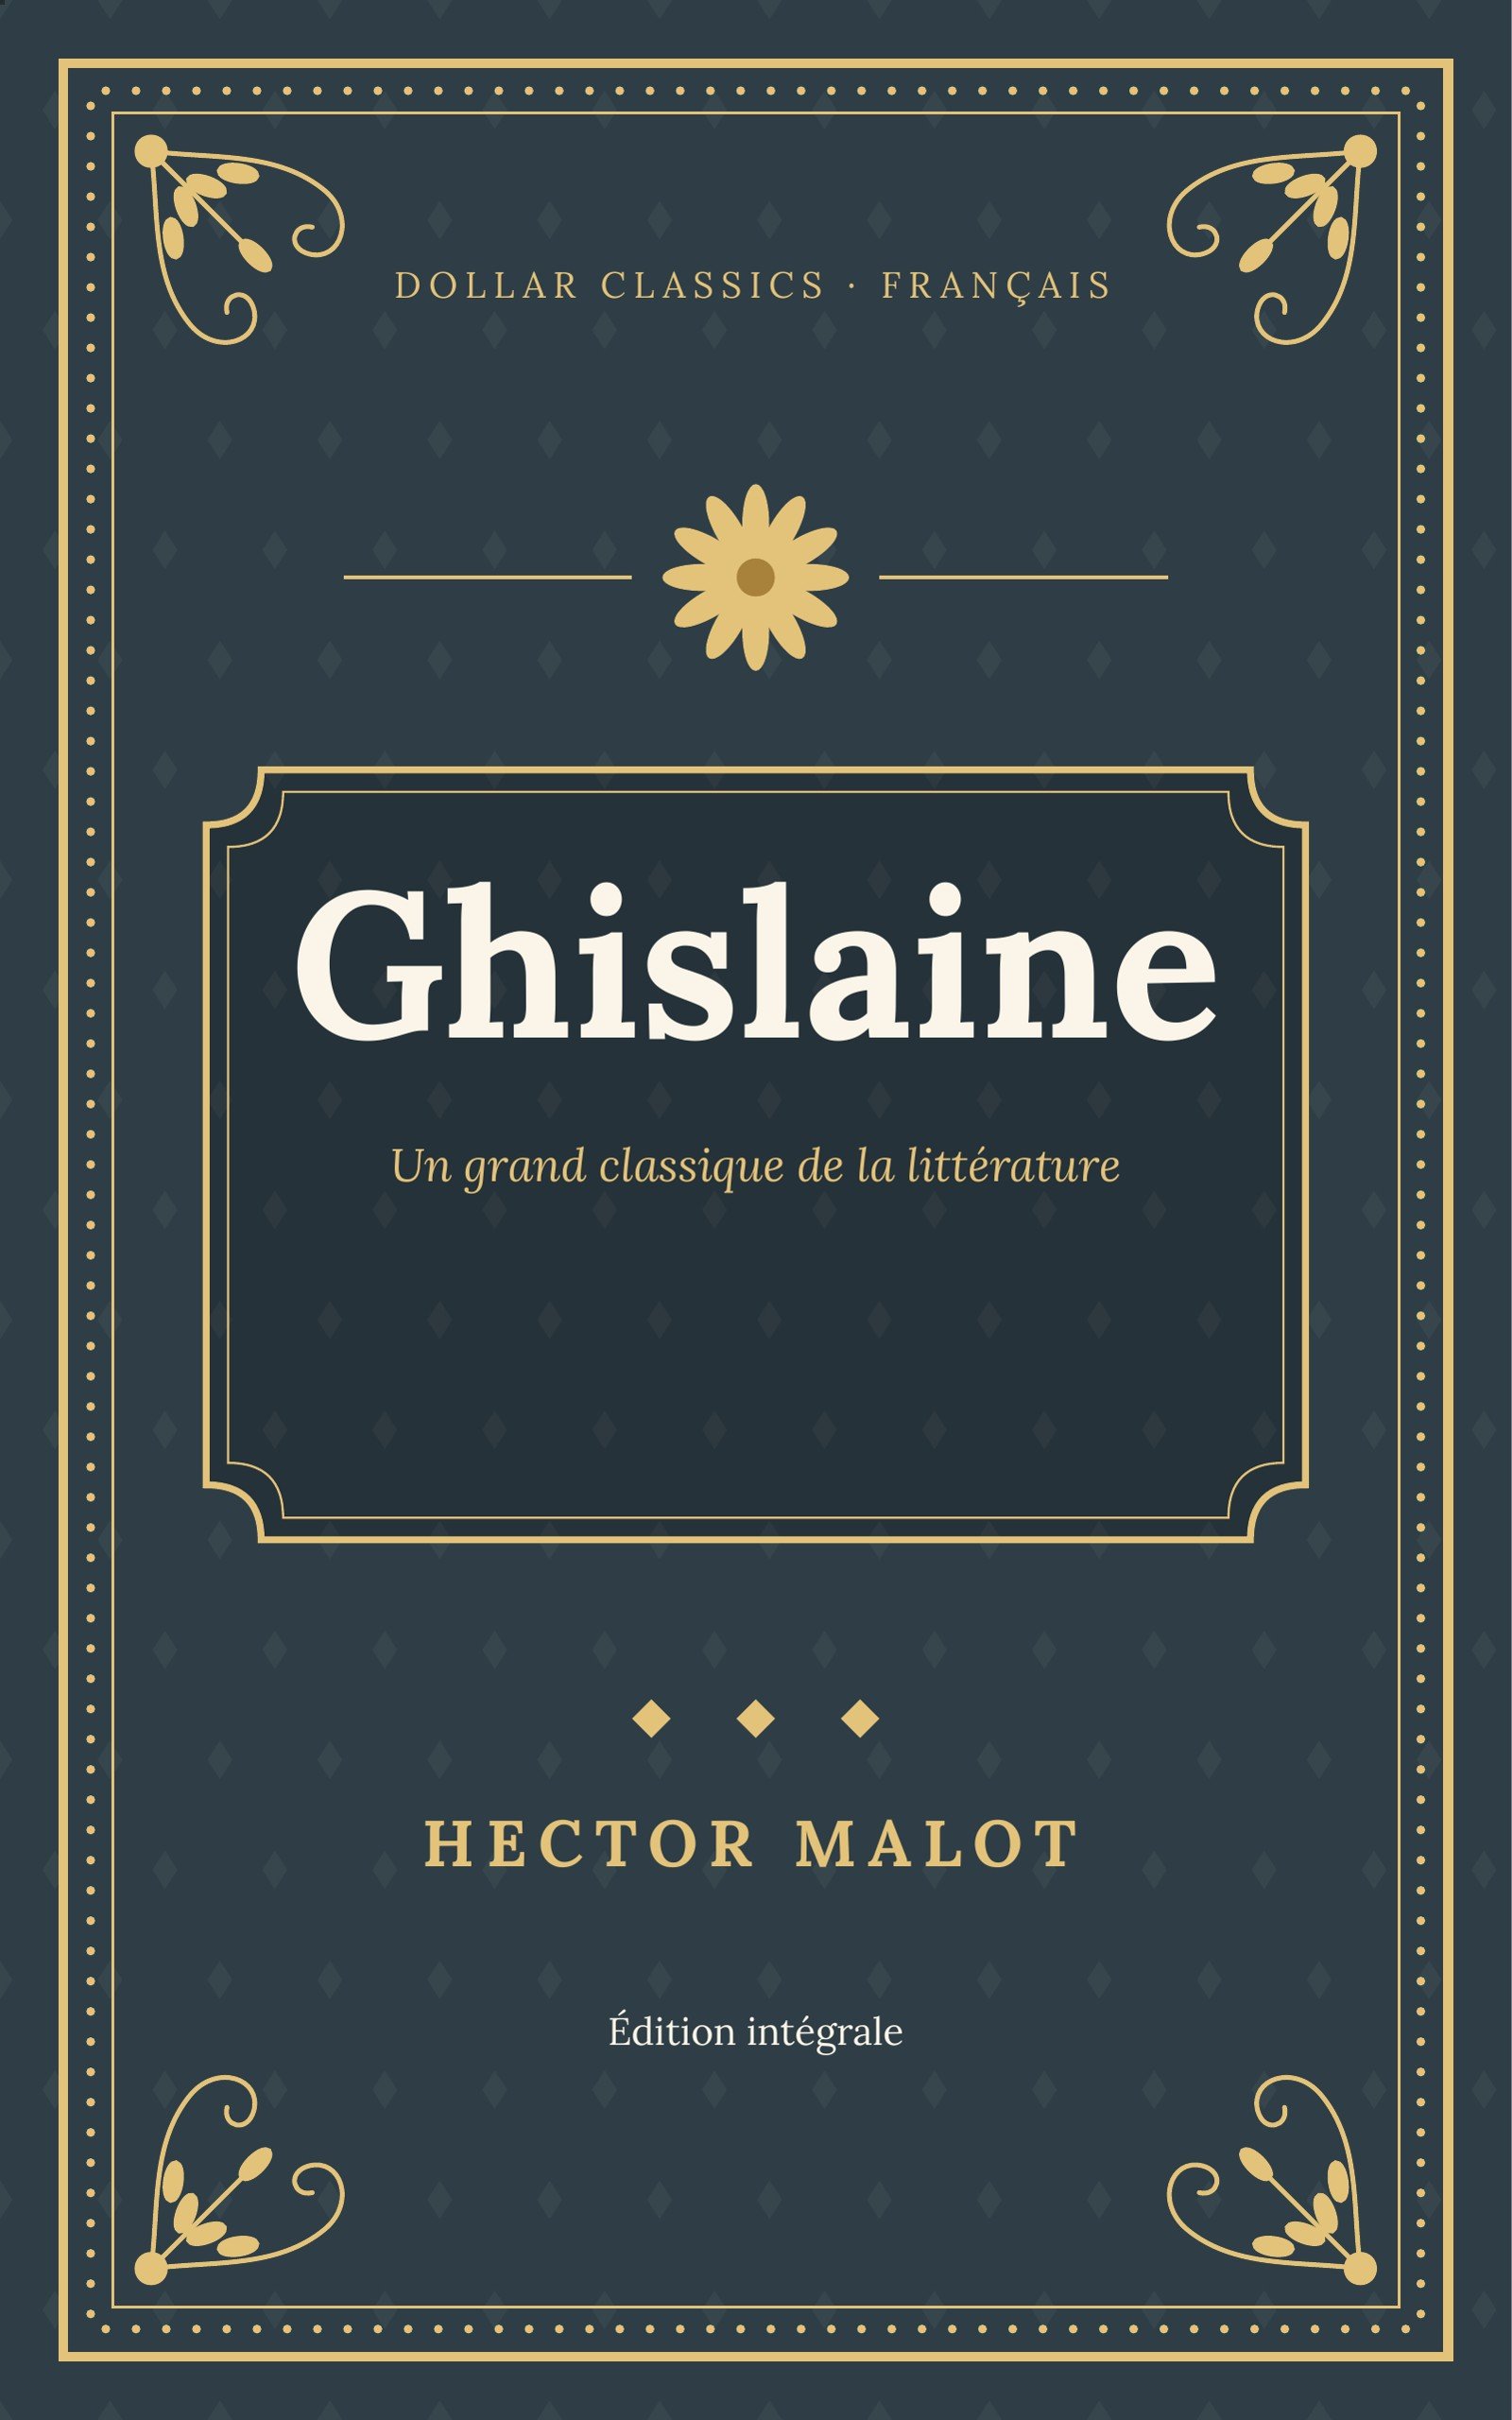 DOLLAR CLASSICS · FRANÇAIS
Ghislaine
Un grand classique de la littérature
HECTOR MALOT
Édition intégrale